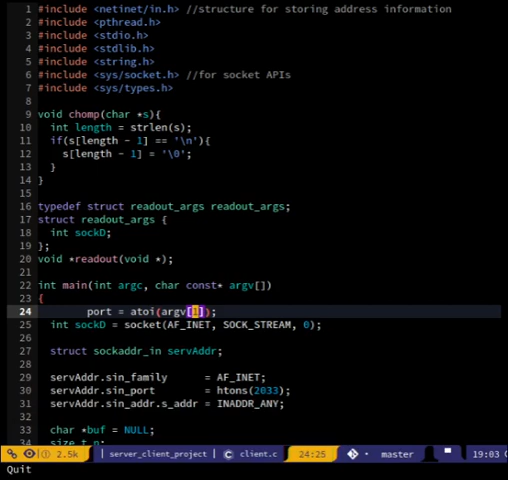 1 #include <netinet/in.h> //structure for storing address information
2 #include <pthread.h>
3 #include <stdio.h>
4 #include <stdlib.h>
5 #include <string.h>
6 #include <sys/socket.h> //for socket APIs
7 #include <sys/types.h>
8
9 void chomp(char *s){
10   int length = strlen(s);
11   if(s[length - 1] == '\n'){
12     s[length - 1] = '\0';
13   }
14 }
15
16 typedef struct readout_args readout_args;
17 struct readout_args {
18   int sockD;
19 };
20 void *readout(void *);
21
22 int main(int argc, char const* argv[])
23 {
24         port = atoi(argv[1]);
25   int sockD = socket(AF_INET, SOCK_STREAM, 0);
26
27   struct sockaddr_in servAddr;
28
29   servAddr.sin_family      = AF_INET;
30   servAddr.sin_port        = htons(2033);
31   servAddr.sin_addr.s_addr = INADDR_ANY;
32
33   char *buf = NULL;
34   size_t n;
2.5k | server_client_project | client.c 24:25 master 19:03
Quit